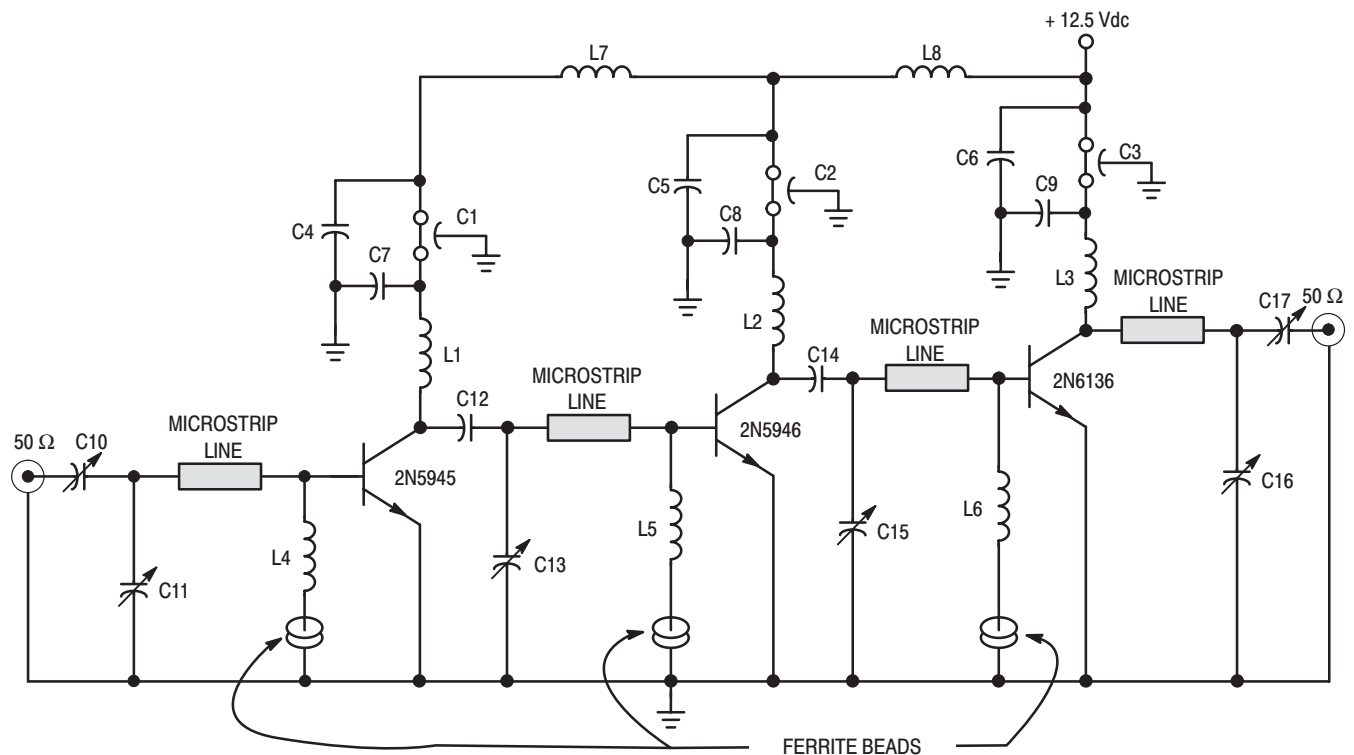 + 12.5 Vdc
L7
L8
C4
C1
C7
C5
C2
C8
C6
C3
C9
L1
L2
L3
MICROSTRIP
LINE
C17
50 Ω
C14
MICROSTRIP
LINE
2N6136
C12
MICROSTRIP
LINE
2N5946
50 Ω
C10
MICROSTRIP
LINE
2N5945
C16
L4
C11
C13
L5
C15
L6
FERRITE BEADS